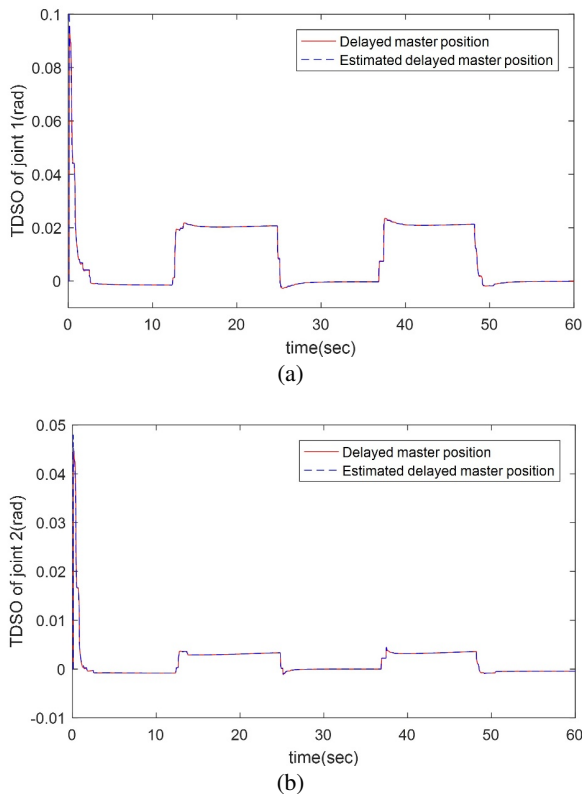 0.1
0.08
0.06
0.04
0.02
0
TDSO of joint 1(rad)
Delayed master position
Estimated delayed master position
0 10 20 30 40 50 60
time(sec)
(a)
0.05
0.04
0.03
0.02
0.01
0
-0.01
TDSO of joint 2(rad)
Delayed master position
Estimated delayed master position
0 10 20 30 40 50 60
time(sec)
(b)